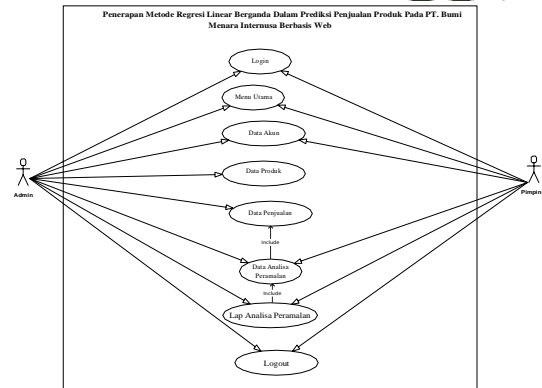 Penerapan Metode Regresi Linear Berganda Dalam Prediksi Penjualan Produk Pada PT. Bumi
Menara Internusa Berbasis Web
Login
Menu Utama
Data Akun
Data Produk
Admin
Pimpin
Data Penjualan
Include
Data Analisa
Peramalan
Include
Lap Analisa Peramalan
Logout